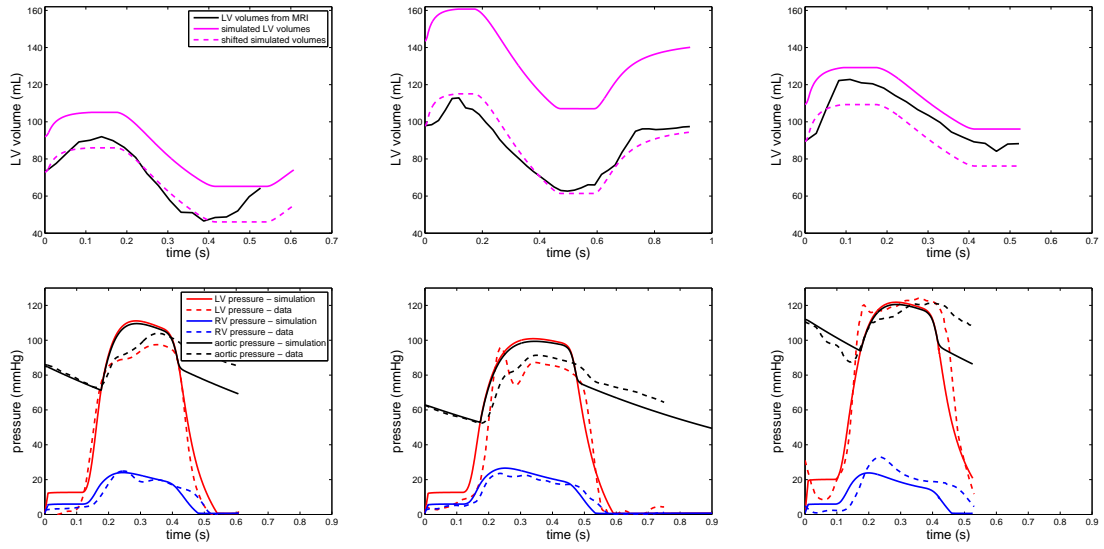 LV volumes from MRI
simulated LV volumes
shifted simulated volumes
LV volume (mL)
160
140
120
100
80
60
40
0 0.1 0.2 0.3 0.4 0.5 0.6 0.7
time (s)
LV volume (mL)
160
140
120
100
80
60
40
0 0.2 0.4 0.6 0.8 1
time (s)
LV volume (mL)
160
140
120
100
80
60
40
0 0.1 0.2 0.3 0.4 0.5 0.6 0.7
time (s)
LV pressure – simulation
LV pressure – data
RV pressure – simulation
RV pressure – data
aortic pressure – simulation
aortic pressure – data
pressure (mmHg)
120
100
80
60
40
20
0
0 0.1 0.2 0.3 0.4 0.5 0.6 0.7 0.8 0.9
time (s)
pressure (mmHg)
120
100
80
60
40
20
0
0 0.1 0.2 0.3 0.4 0.5 0.6 0.7 0.8 0.9
time (s)
pressure (mmHg)
120
100
80
60
40
20
0
0 0.1 0.2 0.3 0.4 0.5 0.6 0.7 0.8 0.9
time (s)